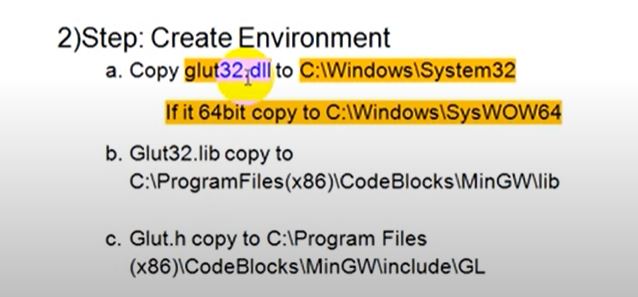 2)Step: Create Environment
a. Copy glut32.dll to C:\Windows\System32
If it 64bit copy to C:\Windows\SysWOW64
b. Glut32.lib copy to
C:\ProgramFiles(x86)\CodeBlocks\MinGW\lib
c. Glut.h copy to C:\Program Files
(x86)\CodeBlocks\MinGW\include\GL